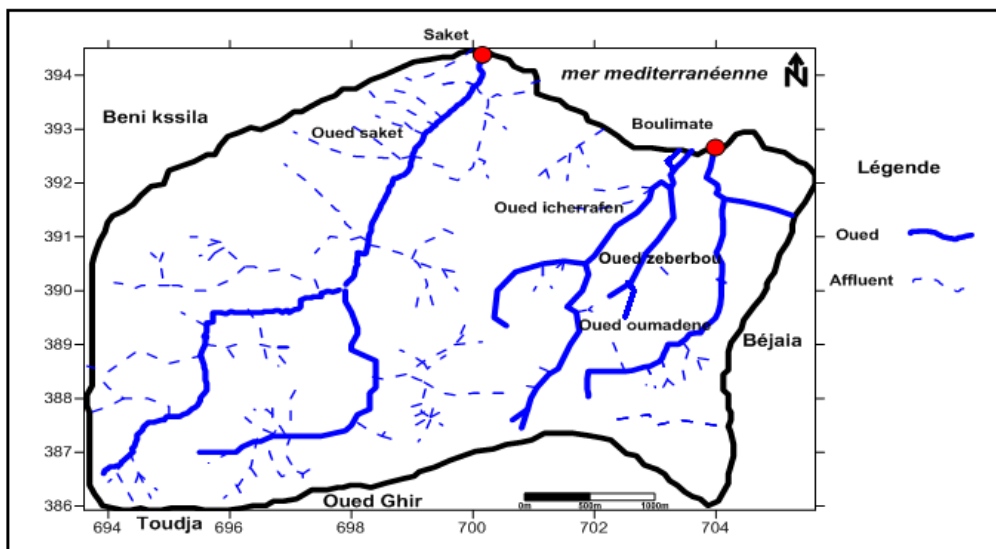 Saket
mer mediterranéenne
N
394
Beni kssila
393
Oued saket
Boulimate
Légende
392
Oued icherrafen
391
Oued
Oued zeberbou
390
Affluent
Oued oumadene
389
Béjaia
388
387
386
Oued Ghir
0m 500m 1000m
Toudja
694 696 698 700 702 704